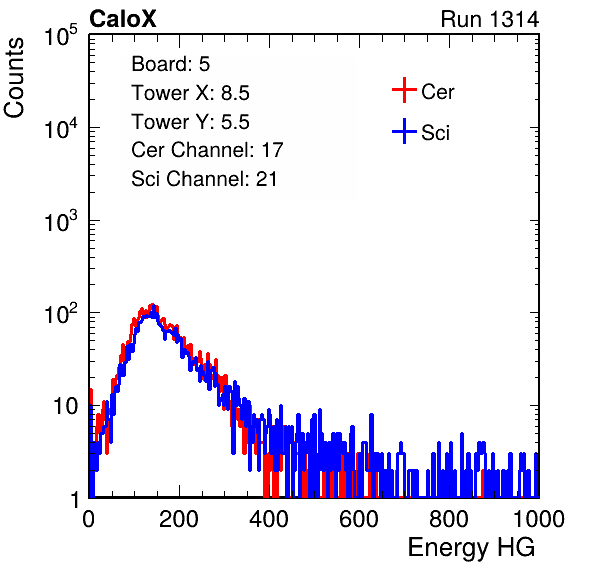 CaloX Run 1314
Counts
Board: 5
Tower X: 8.5
Tower Y: 5.5
Cer Channel: 17
Sci Channel: 21
Cer
Sci
10^5
10^4
10^3
10^2
10
1
0 200 400 600 800 1000
Energy HG